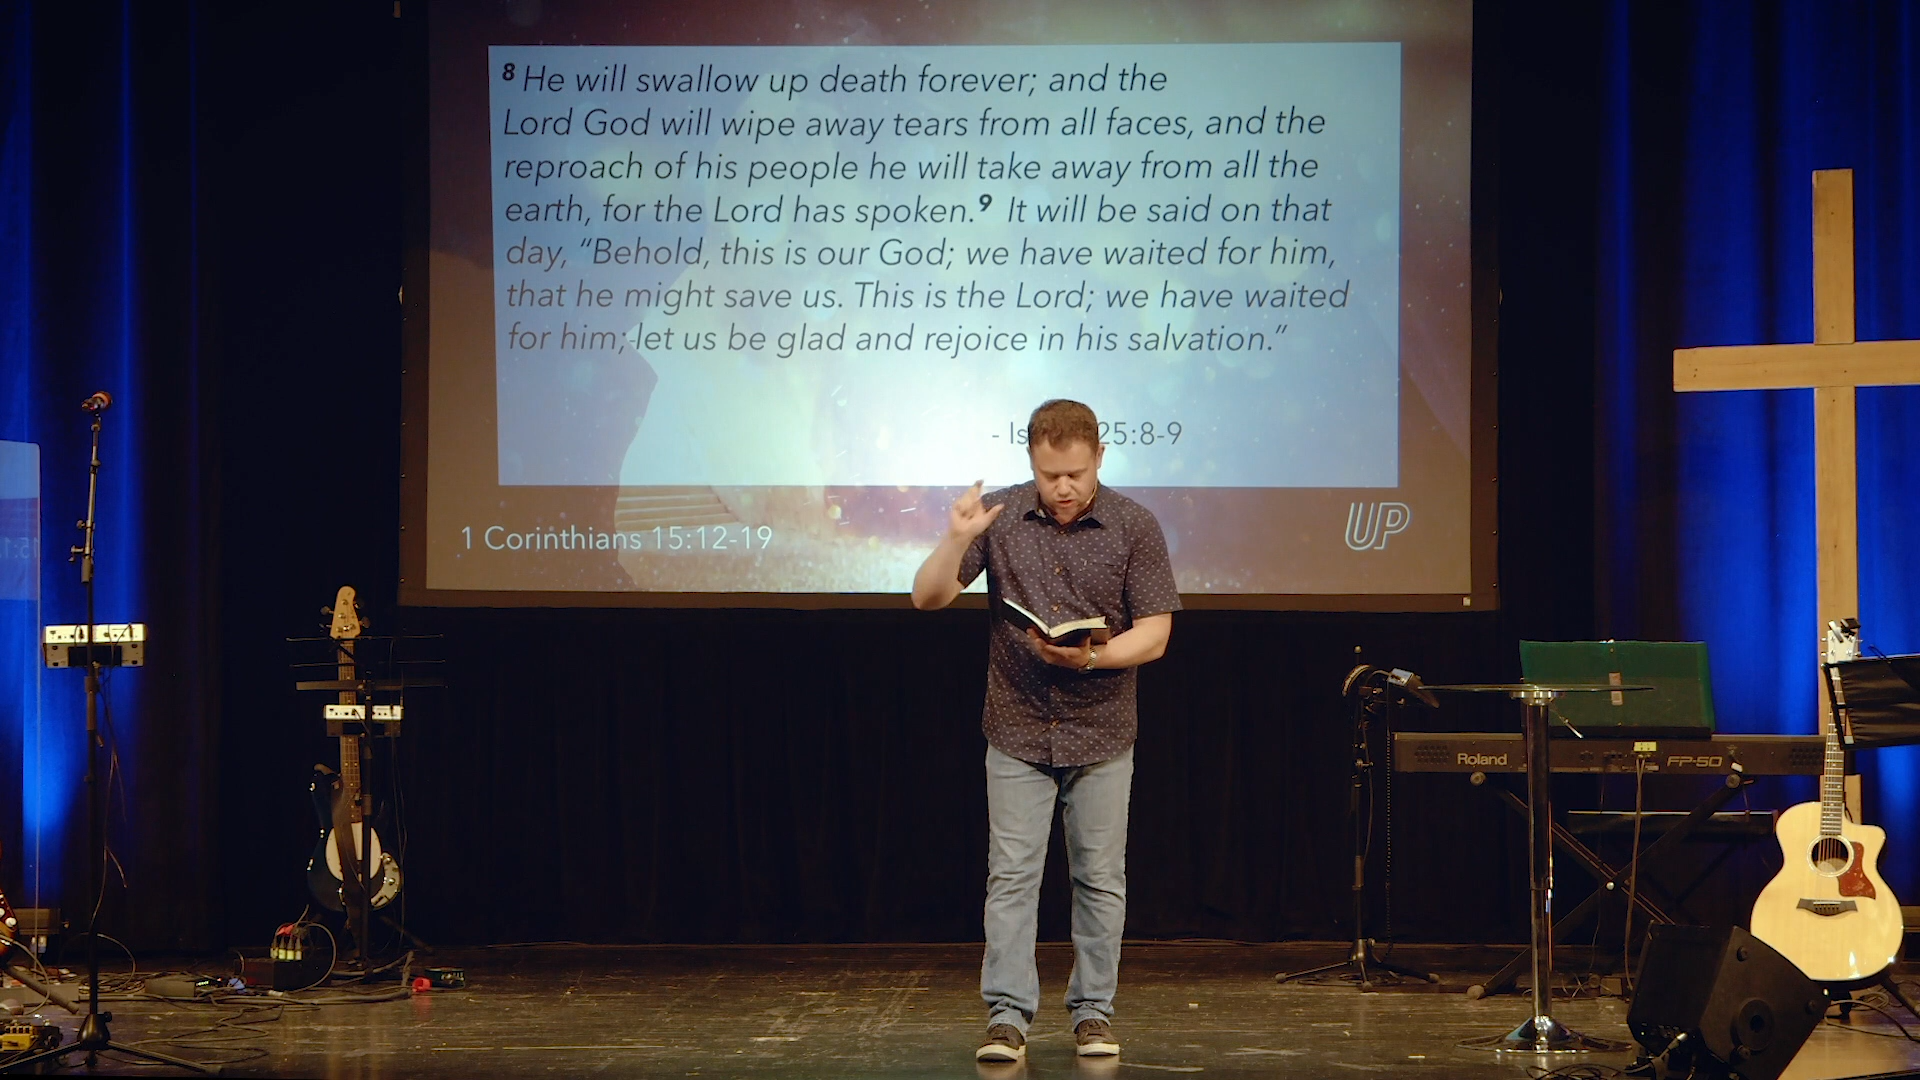 8 He will swallow up death forever; and the
Lord God will wipe away tears from all faces, and the
reproach of his people he will take away from all the
earth, for the Lord has spoken.9 It will be said on that
day, “Behold, this is our God; we have waited for him,
that he might save us. This is the Lord; we have waited
for him; let us be glad and rejoice in his salvation.”
- Is 25:8-9
1 Corinthians 15:12-19
UP
Roland
FP-50